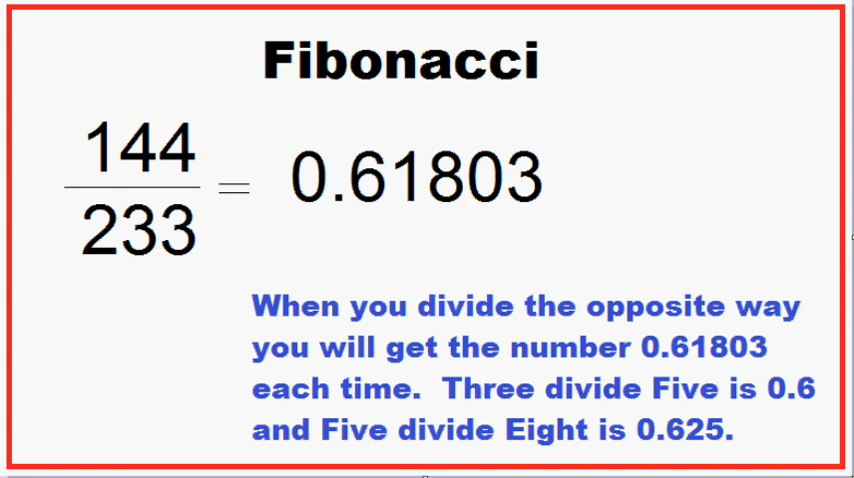 Fibonacci
144
233
= 0.61803
When you divide the opposite way
you will get the number 0.61803
each time. Three divide Five is 0.6
and Five divide Eight is 0.625.